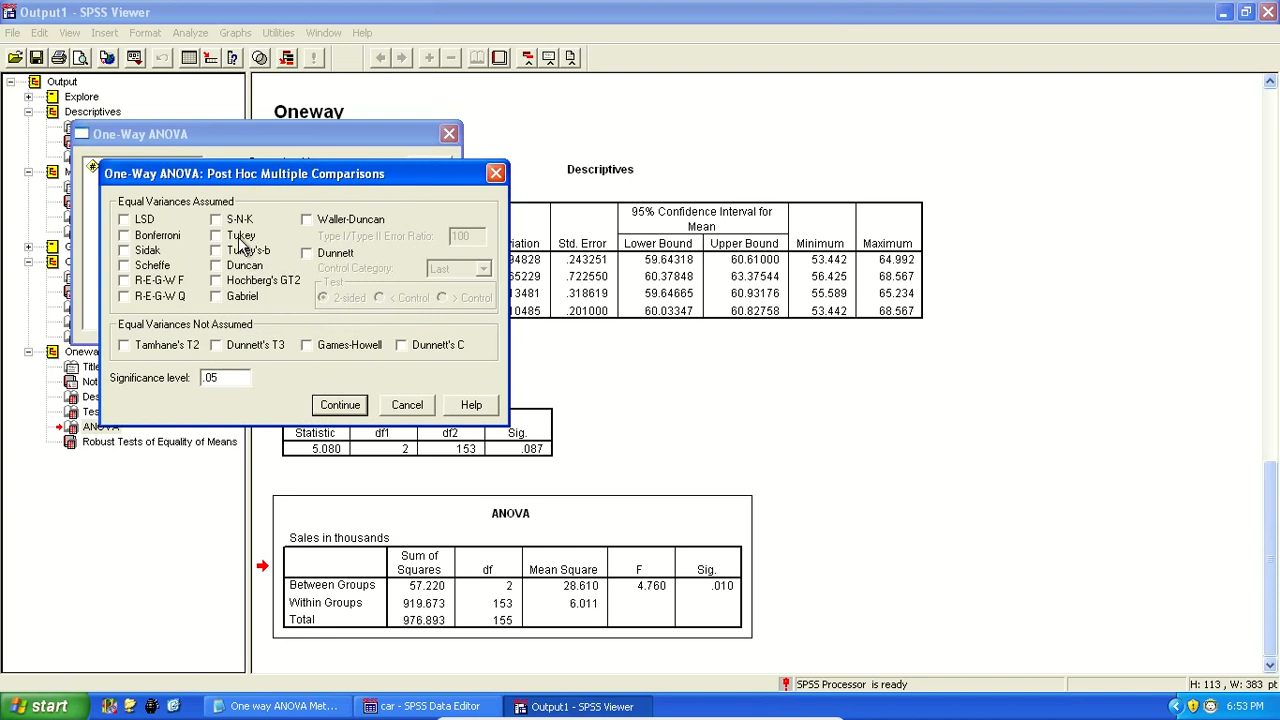 Output1 - SPSS Viewer
File Edit View Insert Format Analyze Graphs Utilities Window Help
Output
Explore
Descriptives
Oneway
Robust Tests of Equality of Means
Oneway
Descriptives
Std. Error 95% Confidence Interval for Mean Minimum Maximum
Lower Bound Upper Bound
.243251 59.64318 60.61000 53.442 64.992
.722550 60.37848 63.37544 56.425 68.567
.318619 59.64665 60.93176 55.589 65.234
.201000 60.03347 60.82758 53.442 68.567
One-Way ANOVA
One-Way ANOVA: Post Hoc Multiple Comparisons
Equal Variances Assumed
LSD S-N-K Waller-Duncan
Bonferroni Tukey Type I/Type II Error Ratio: 100
Sidak Tukey's-b Dunnett
Scheffe Duncan Control Category: Last
R-E-G-W F Hochberg's GT2 Test
R-E-G-W Q Gabriel 2-sided < Control > Control
Equal Variances Not Assumed
Tamhane's T2 Dunnett's T3 Games-Howell Dunnett's C
Significance level: .05
Continue Cancel Help
Statistic df1 df2 Sig.
5.080 2 153 .087
ANOVA
Sales in thousands
Sum of Squares df Mean Square F Sig.
Between Groups 57.220 2 28.610 4.760 .010
Within Groups 919.673 153 6.011
Total 976.893 155
SPSS Processor is ready
H: 113 , W: 383 pt
start One way ANOVA Met... car - SPSS Data Editor Output1 - SPSS Viewer 6:53 PM